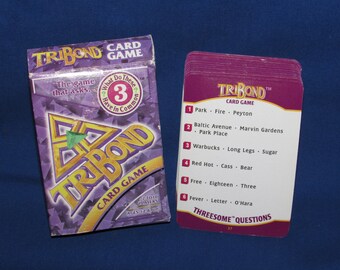 TRIBOND CARD GAME
The game
that asks...
What Do These
3
Have in Common?
TRIBOND
CARD GAME
TRIBOND™
CARD GAME
1 Park - Fire - Peyton
2 Baltic Avenue - Marvin Gardens
- Park Place
3 Warbucks - Long Legs - Sugar
4 Red Hot - Cass - Bear
5 Free - Eighteen - Three
6 Fever - Letter - O'Hara
THREESOME™ QUESTIONS